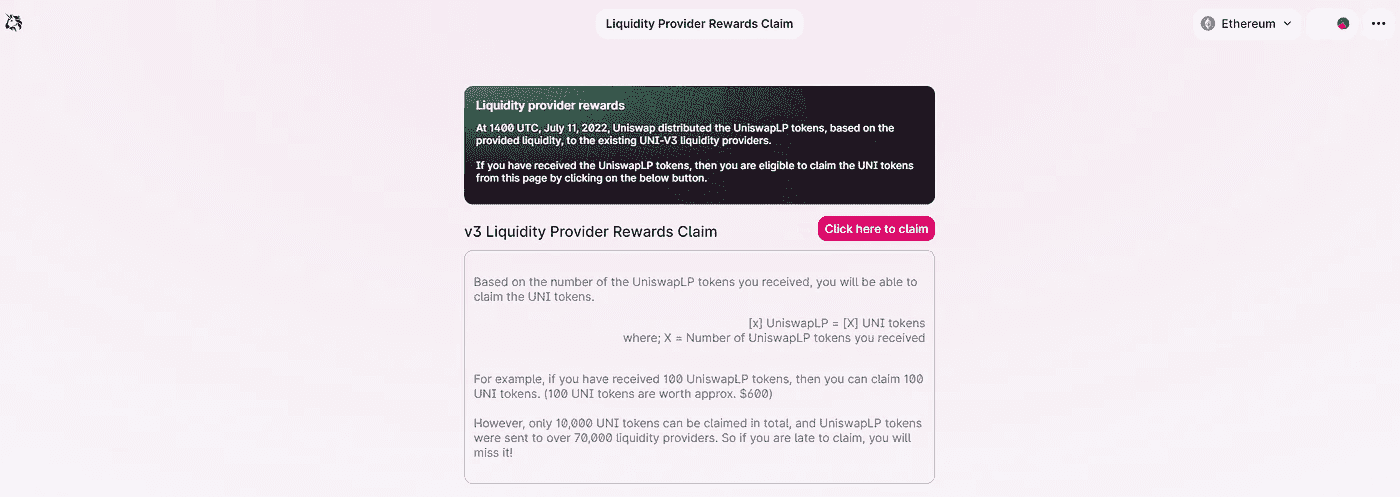 Liquidity Provider Rewards Claim
Ethereum
Liquidity provider rewards
At 1400 UTC, July 11, 2022, Uniswap distributed the UniswapLP tokens, based on the
provided liquidity, to the existing UNI-V3 liquidity providers.
If you have received the UniswapLP tokens, then you are eligible to claim the UNI tokens
from this page by clicking on the below button.
v3 Liquidity Provider Rewards Claim
Click here to claim
Based on the number of the UniswapLP tokens you received, you will be able to
claim the UNI tokens.
[x] UniswapLP = [X] UNI tokens
where; X = Number of UniswapLP tokens you received
For example, if you have received 100 UniswapLP tokens, then you can claim 100
UNI tokens. (100 UNI tokens are worth approx. $600)
However, only 10,000 UNI tokens can be claimed in total, and UniswapLP tokens
were sent to over 70,000 liquidity providers. So if you are late to claim, you will
miss it!